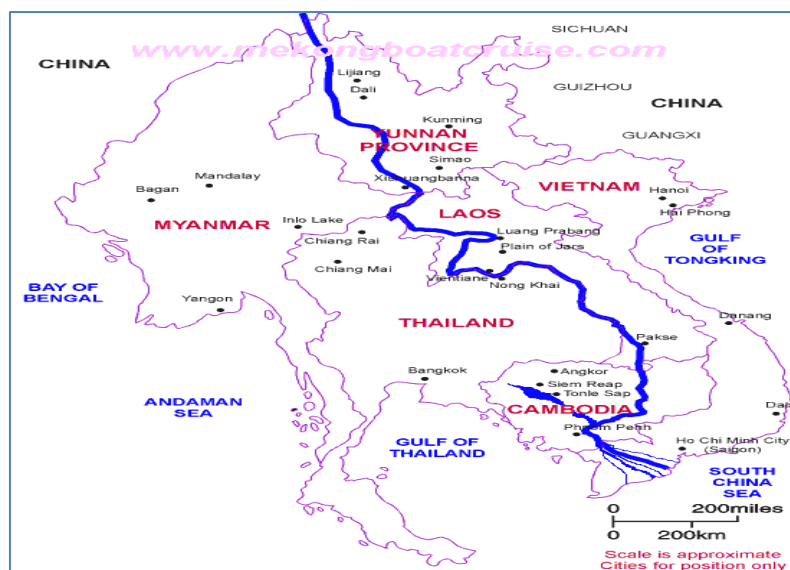 SICHUAN
www.mekongboatcruise.com
CHINA
Lijiang
Dali
GUIZHOU
CHINA
Kunming
GUANGXI
YUNNAN
PROVINCE
Simao
Xishuangbanna
VIETNAM
Hanoi
Hai Phong
Mandalay
Bagan
MYANMAR
LAOS
Inlo Lake
Chiang Rai
Luang Prabang
Plain of Jars
GULF
OF
TONGKING
Chiang Mai
Vientiane
Nong Khai
BAY OF
BENGAL
Yangon
THAILAND
Danang
Pakse
Bangkok
Angkor
Siem Reap
Tonle Sap
ANDAMAN
SEA
CAMBODIA
Phnom Penh
GULF OF
THAILAND
Ho Chi Minh City
(Saigon)
SOUTH
CHINA
SEA
0 200miles
0 200km
Scale is approximate
Cities for position only